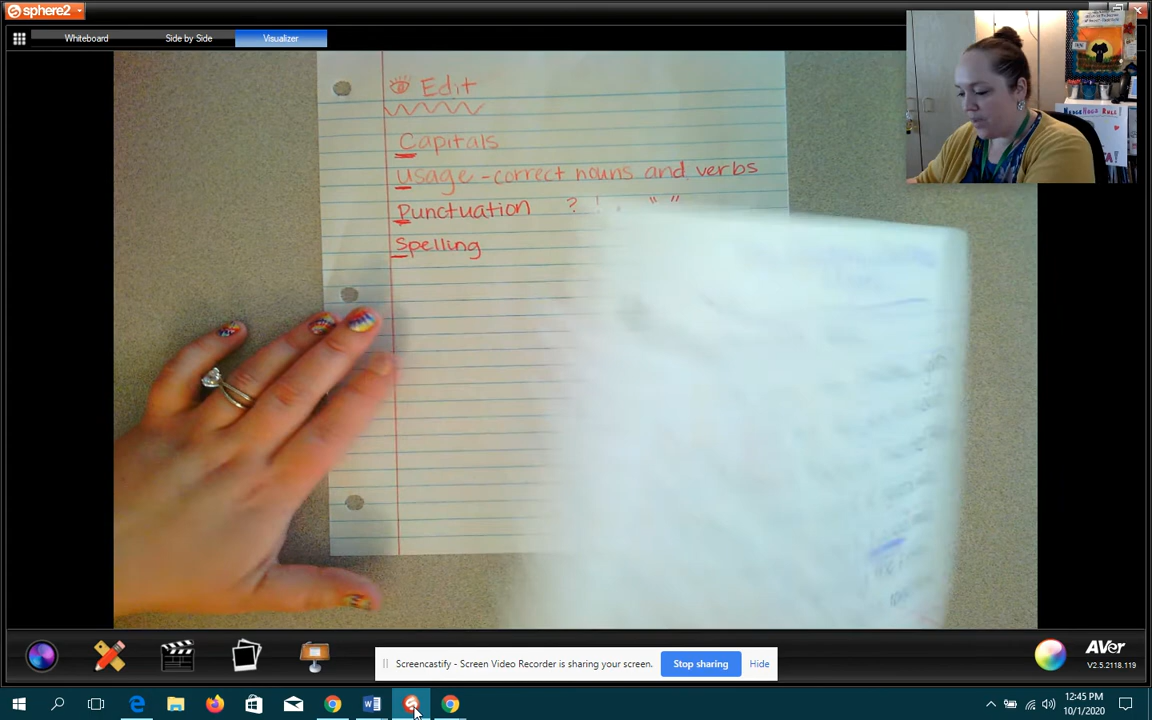 sphere2
Whiteboard
Side by Side
Visualizer
Edit
Capitals
Usage - correct nouns and verbs
Punctuation ? ! . " "
Spelling
Screencastify - Screen Video Recorder is sharing your screen.
Stop sharing
Hide
AVer
V2.5.2118.119
12:45 PM
10/1/2020